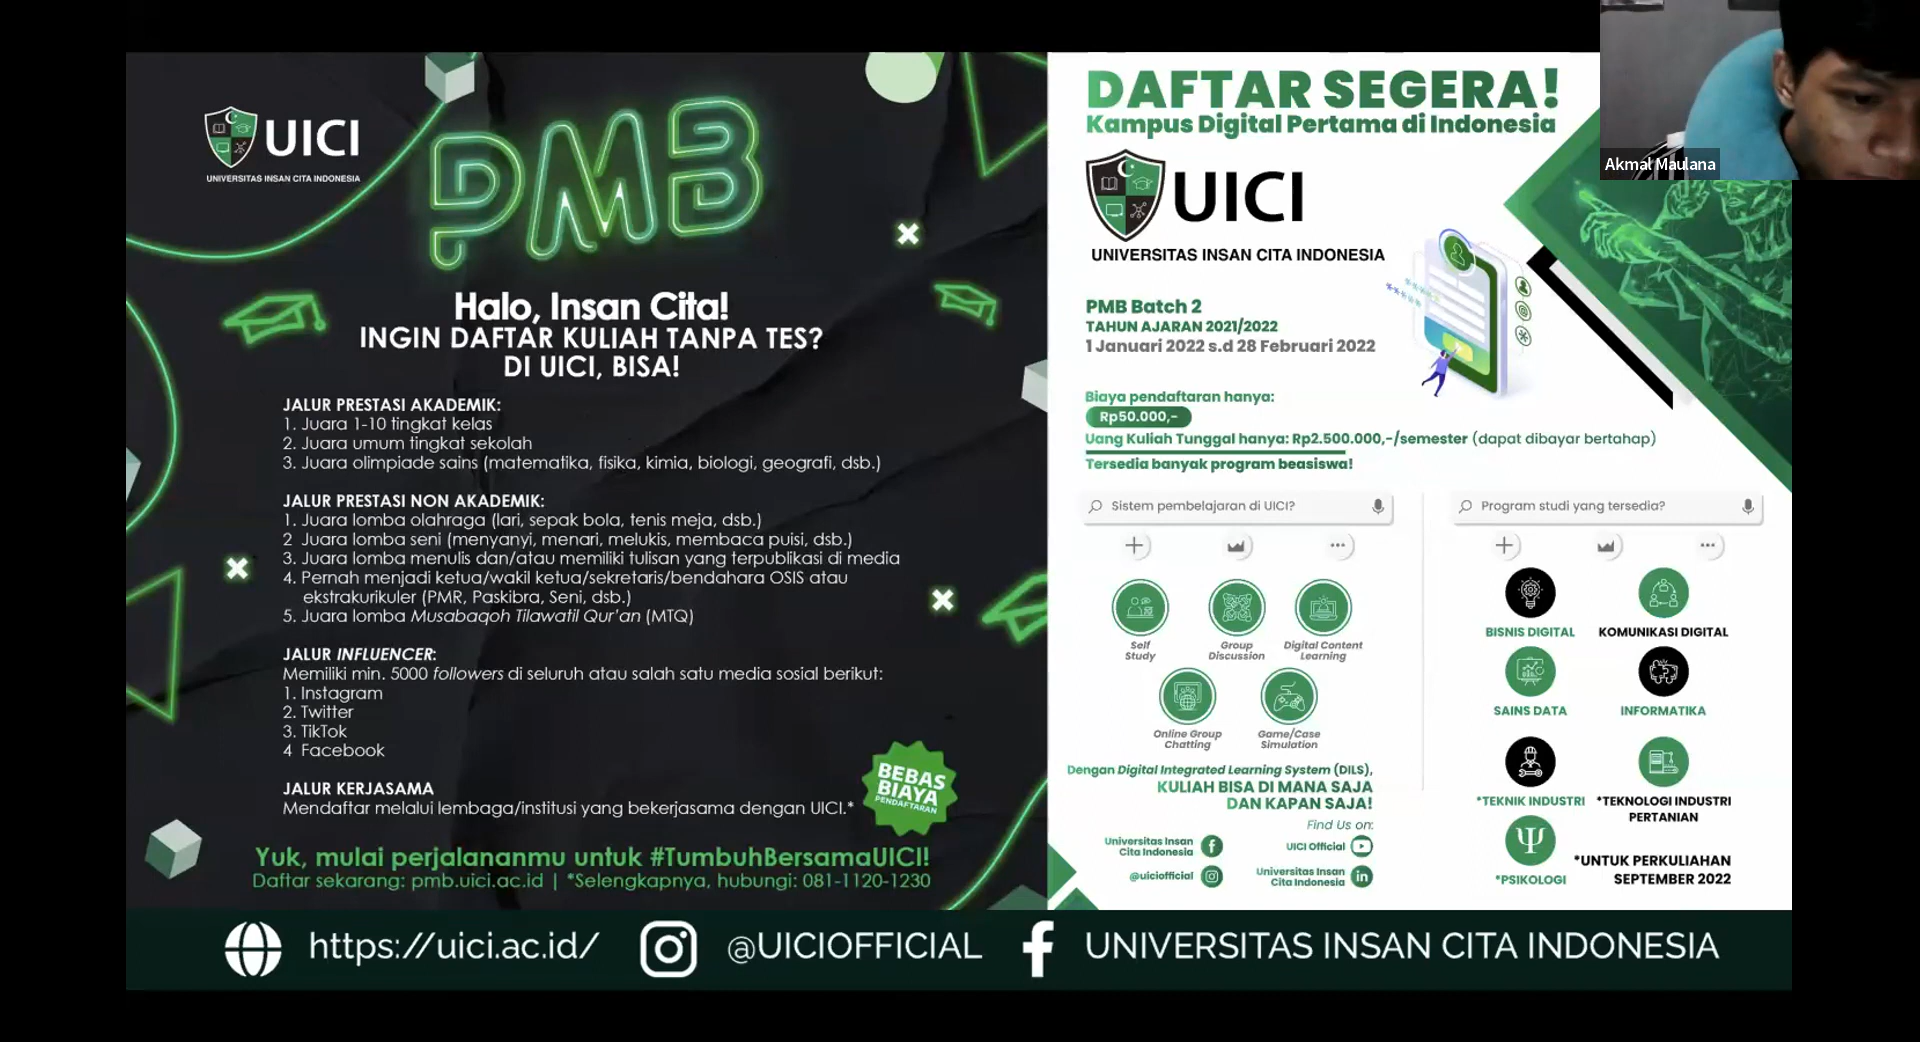 UICI
UNIVERSITAS INSAN CITA INDONESIA
PMB
Halo, Insan Cita!
INGIN DAFTAR KULIAH TANPA TES?
DI UICI, BISA!
JALUR PRESTASI AKADEMIK:
1. Juara 1-10 tingkat kelas
2. Juara umum tingkat sekolah
3. Juara olimpiade sains (matematika, fisika, kimia, biologi, geografi, dsb.)
JALUR PRESTASI NON AKADEMIK:
1. Juara lomba olahraga (lari, sepak bola, tenis meja, dsb.)
2 Juara lomba seni (menyanyi, menari, melukis, membaca puisi, dsb.)
3. Juara lomba menulis dan/atau memiliki tulisan yang terpublikasi di media
4. Pernah menjadi ketua/wakil ketua/sekretaris/bendahara OSIS atau
ekstrakurikuler (PMR, Paskibra, Seni, dsb.)
5. Juara lomba Musabaqoh Tilawatil Qur'an (MTQ)
JALUR INFLUENCER:
Memiliki min. 5000 followers di seluruh atau salah satu media sosial berikut:
1. Instagram
2. Twitter
3. TikTok
4 Facebook
JALUR KERJASAMA
Mendaftar melalui lembaga/institusi yang bekerjasama dengan UICI.*
BEBAS
BIAYA
PENDAFTARAN
Yuk, mulai perjalananmu untuk #TumbuhBersamaUICI!
Daftar sekarang: pmb.uici.ac.id | *Selengkapnya, hubungi: 081-1120-1230
DAFTAR SEGERA!
Kampus Digital Pertama di Indonesia
UICI
UNIVERSITAS INSAN CITA INDONESIA
PMB Batch 2
TAHUN AJARAN 2021/2022
1 Januari 2022 s.d 28 Februari 2022
Biaya pendaftaran hanya:
Rp50.000,-
Uang Kuliah Tunggal hanya: Rp2.500.000,-/semester (dapat dibayar bertahap)
Tersedia banyak program beasiswa!
Sistem pembelajaran di UICI?
Self
Study
Group
Discussion
Digital Content
Learning
Online Group
Chatting
Game/Case
Simulation
Dengan Digital Integrated Learning System (DILS),
KULIAH BISA DI MANA SAJA
DAN KAPAN SAJA!
Find Us on:
Universitas Insan
Cita Indonesia
UICI Official
@uiciofficial
Universitas Insan
Cita Indonesia
Program studi yang tersedia?
BISNIS DIGITAL
KOMUNIKASI DIGITAL
SAINS DATA
INFORMATIKA
*TEKNIK INDUSTRI
*TEKNOLOGI INDUSTRI
PERTANIAN
*PSIKOLOGI
*UNTUK PERKULIAHAN
SEPTEMBER 2022
Akmal Maulana
https://uici.ac.id/
@UICIOFFICIAL
UNIVERSITAS INSAN CITA INDONESIA